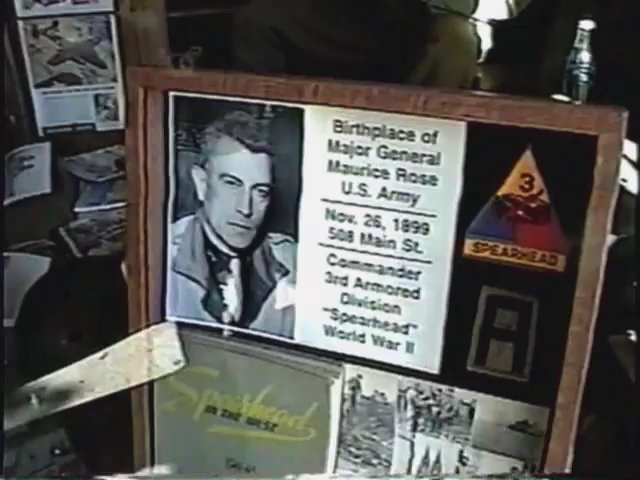 Birthplace of
Major General
Maurice Rose
U.S. Army
Nov. 26, 1899
508 Main St.
Commander
3rd Armored
Division
"Spearhead"
World War II
3
SPEARHEAD
A
Spearhead
IN THE WEST